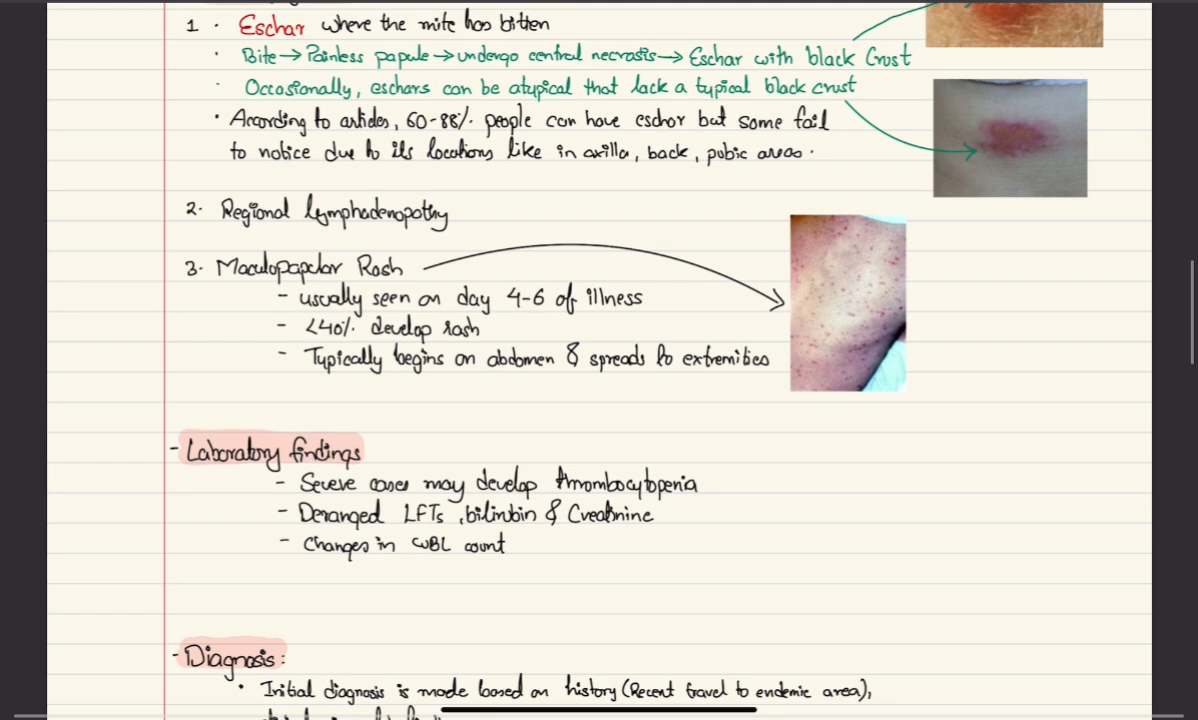 1. Eschar where the mite has bitten
· Bite → Painless papule → undergo central necrosis → Eschar with black Crust
· Occasionally, eschars can be atypical that lack a typical black crust
· According to articles, 60-88% people can have eschar but some fail
to notice due to its locations like in axilla, back, pubic areas.
2. Regional lymphadenopathy
3. Maculopapular Rash
- usually seen on day 4-6 of illness
- <40% develop rash
- Typically begins on abdomen & spreads to extremities
- Laboratory findings
- Severe cases may develop thrombocytopenia
- Deranged LFTs, bilirubin & Creatinine
- Changes in WBC count
- Diagnosis:
· Initial diagnosis is made based on history (Recent travel to endemic area),